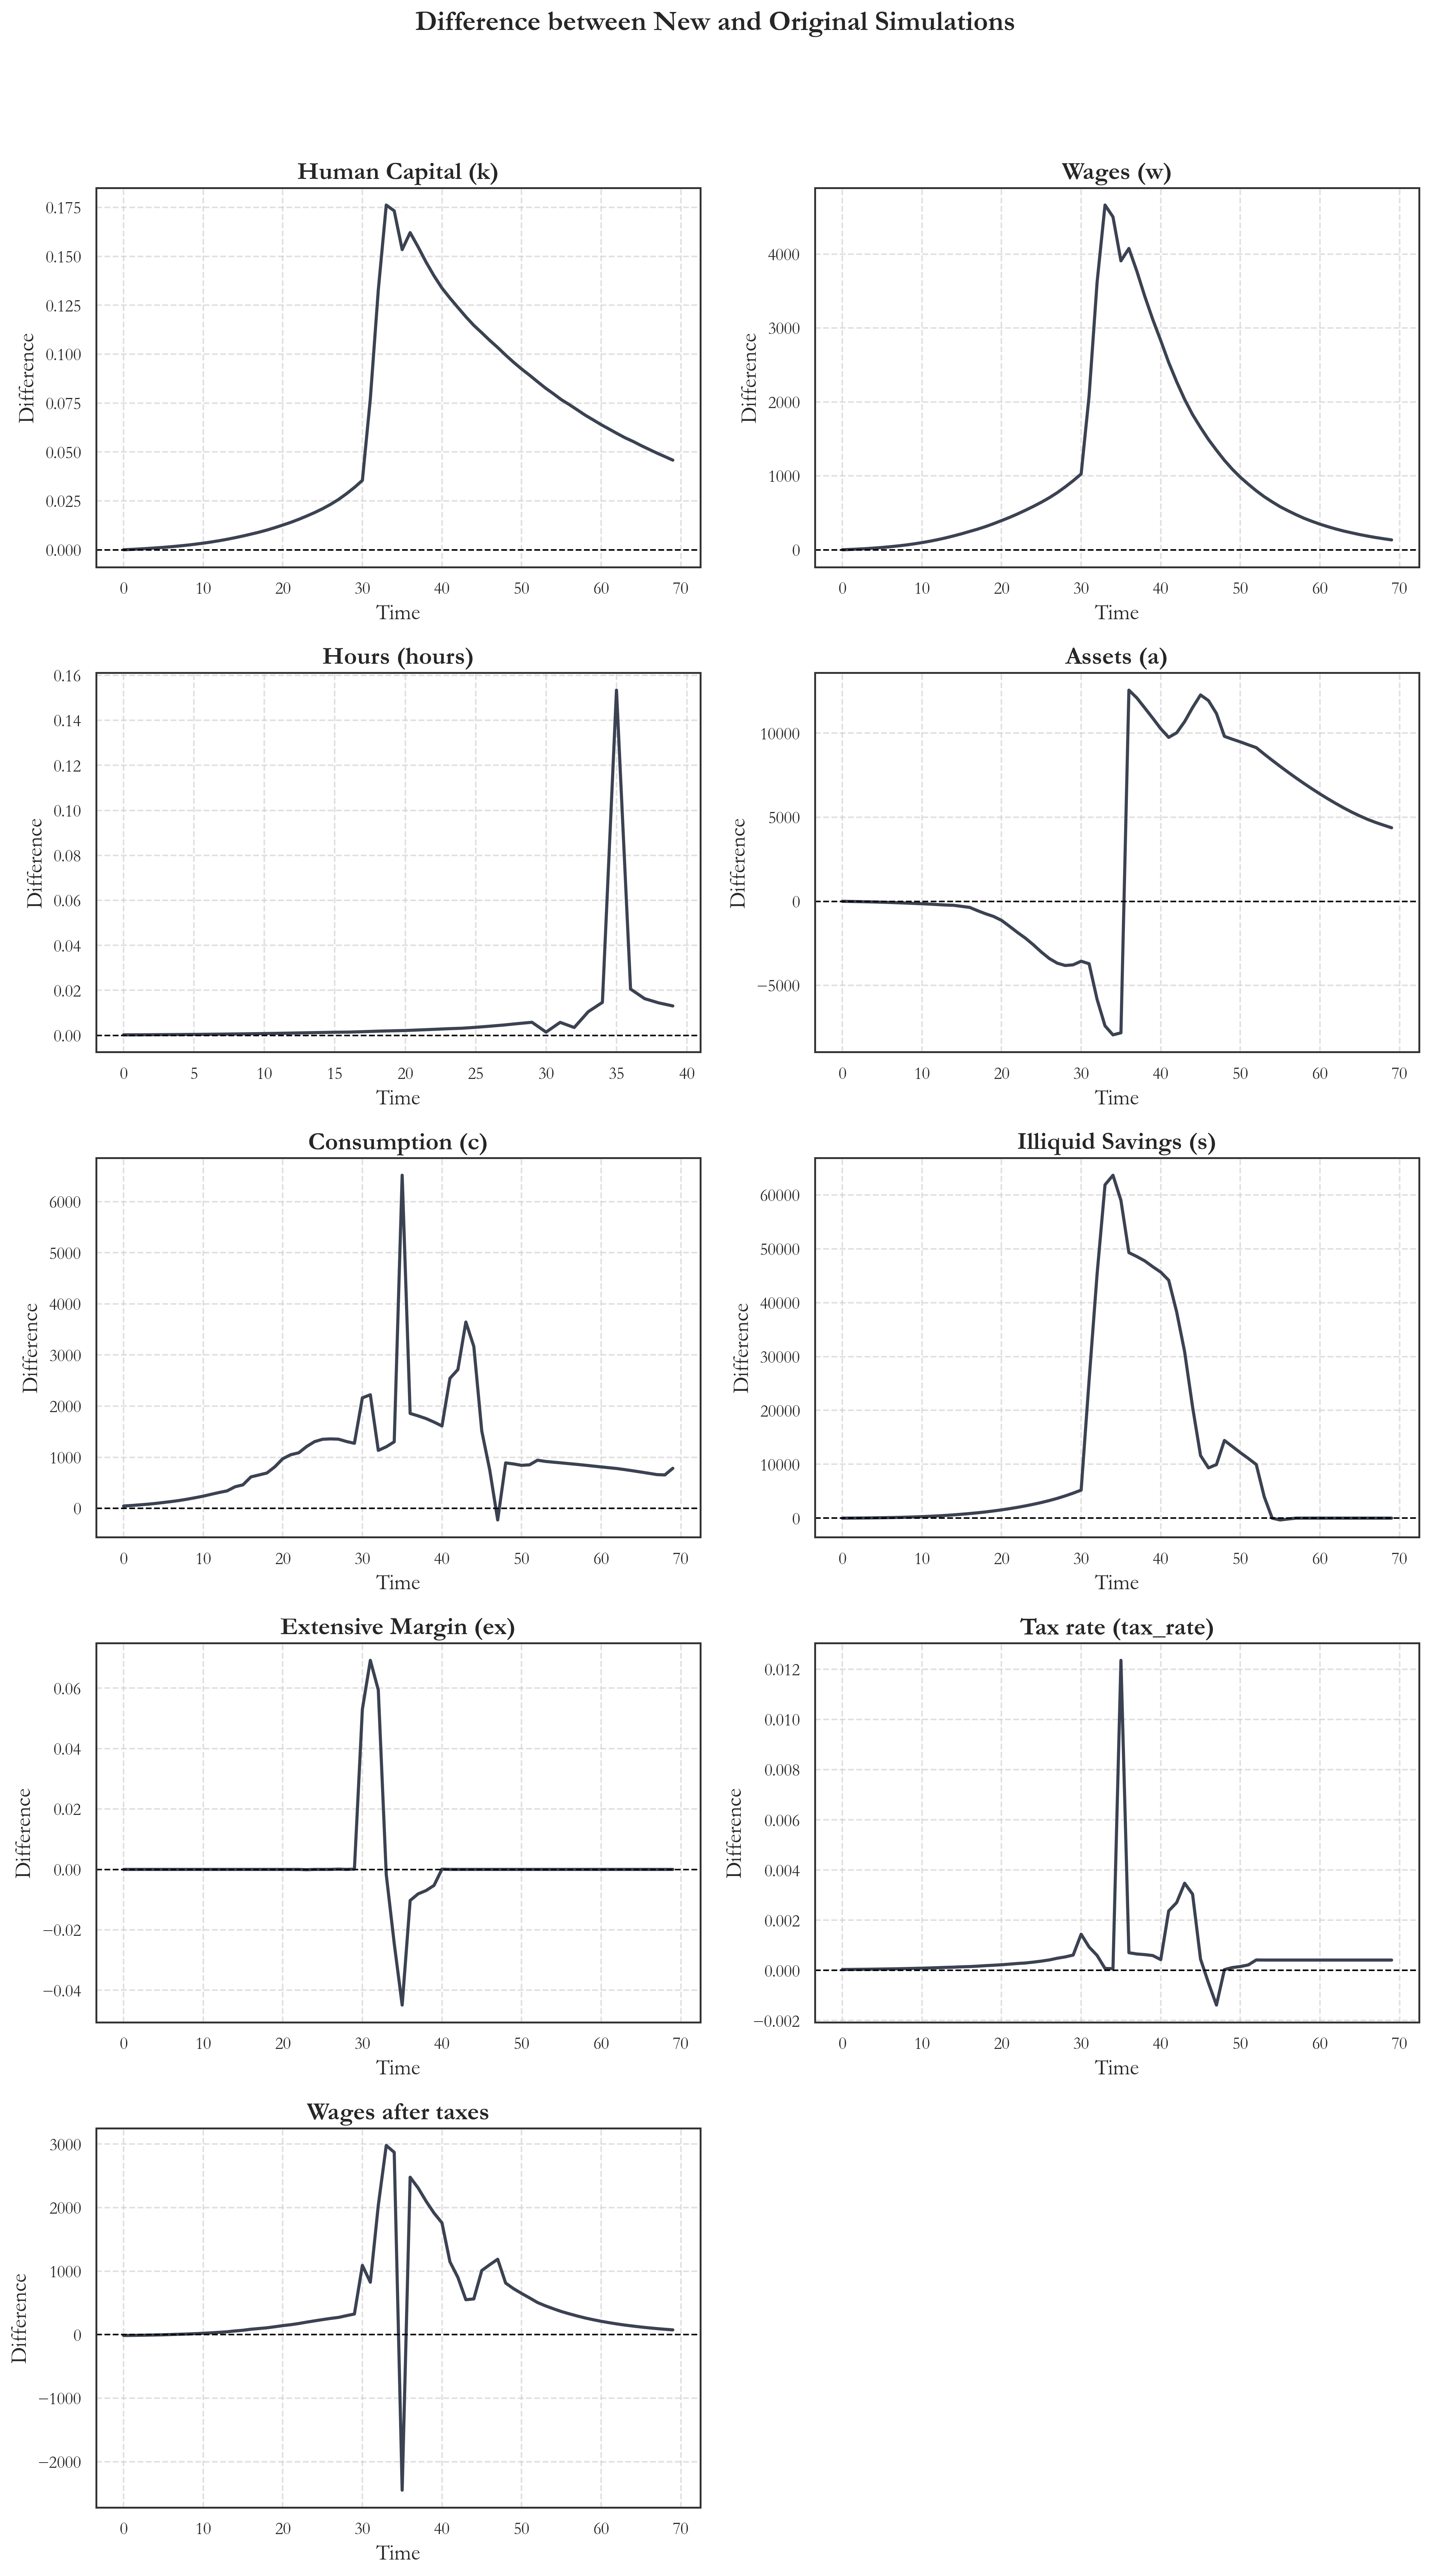 Difference between New and Original Simulations
Human Capital (k)
0.175
0.150
0.125
0.100
0.075
0.050
0.025
0.000
Difference
0 10 20 30 40 50 60 70
Time
Wages (w)
4000
3000
2000
1000
0
Difference
0 10 20 30 40 50 60 70
Time
Hours (hours)
0.16
0.14
0.12
0.10
0.08
0.06
0.04
0.02
0.00
Difference
0 5 10 15 20 25 30 35 40
Time
Assets (a)
10000
5000
0
−5000
Difference
0 10 20 30 40 50 60 70
Time
Consumption (c)
6000
5000
4000
3000
2000
1000
0
Difference
0 10 20 30 40 50 60 70
Time
Illiquid Savings (s)
60000
50000
40000
30000
20000
10000
0
Difference
0 10 20 30 40 50 60 70
Time
Extensive Margin (ex)
0.06
0.04
0.02
0.00
−0.02
−0.04
Difference
0 10 20 30 40 50 60 70
Time
Tax rate (tax_rate)
0.012
0.010
0.008
0.006
0.004
0.002
0.000
−0.002
Difference
0 10 20 30 40 50 60 70
Time
Wages after taxes
3000
2000
1000
0
−1000
−2000
Difference
0 10 20 30 40 50 60 70
Time